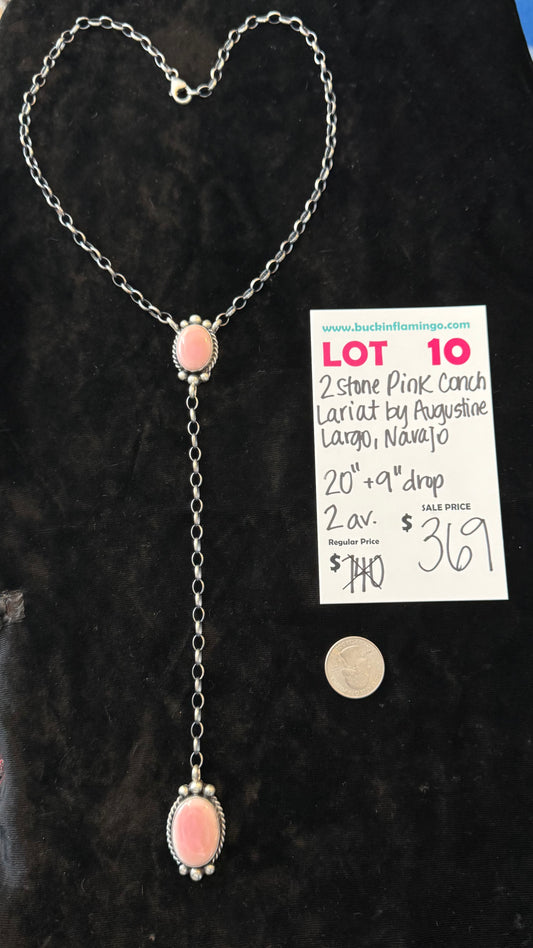 www.buckinflamingo.com
LOT 10
2 Stone Pink Conch
Lariat by Augustine
Largo, Navajo
20" + 9" drop
2 av.
SALE PRICE
$ 369
Regular Price
$